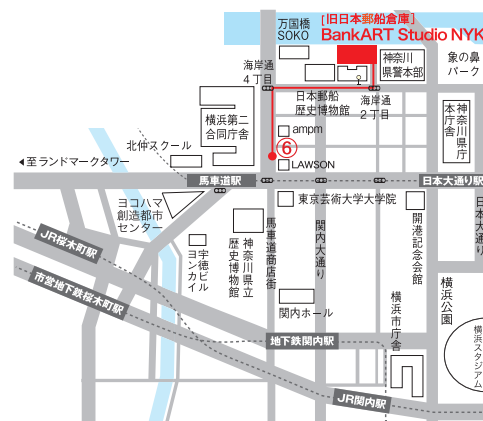 [旧日本郵船倉庫]
BankART Studio NYK
万国橋
SOKO
神奈川
県警本部
象の鼻
パーク
海岸通
4丁目
日本郵船
歴史博物館
海岸通
2丁目
横浜第二
合同庁舎
神奈川県庁
本庁舎
北仲スクール
ampm
⑥
LAWSON
至ランドマークタワー
馬車道駅
日本大通り駅
ヨコハマ
創造都市
センター
東京芸術大学大学院
馬車道商店街
関内大通り
開港記念会館
日本大通り
神奈川県立
歴史博物館
宇徳ビル
ヨンカイ
JR桜木町駅
市営地下鉄桜木町駅
関内ホール
横浜市庁舎
横浜公園
横浜スタジアム
地下鉄関内駅
JR関内駅